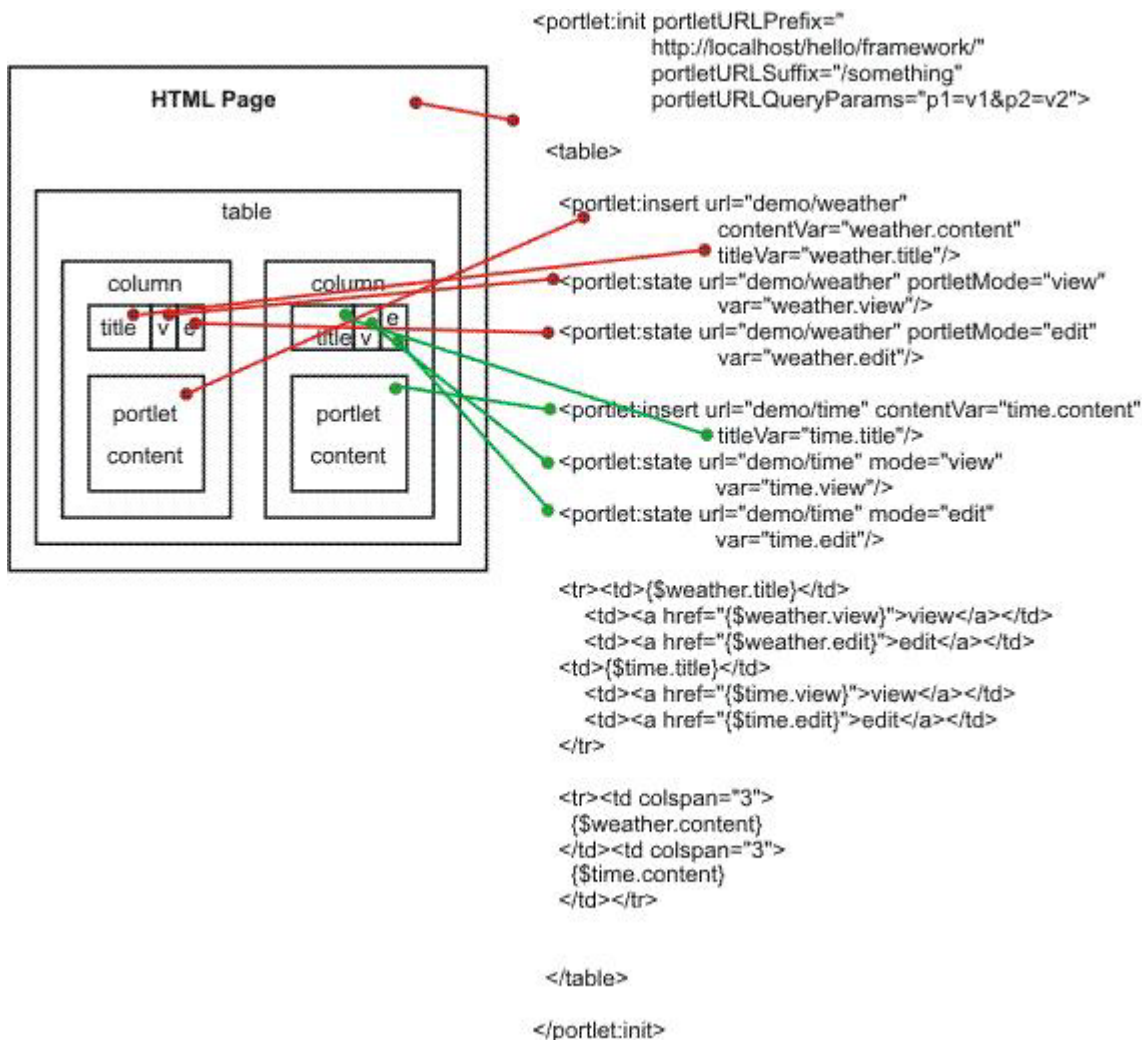 HTML Page
table
column
title v e
portlet
content
column
title v e
portlet
content
<portlet:init portletURLPrefix="
http://localhost/hello/framework/"
portletURLSuffix="/something"
portletURLQueryParams="p1=v1&p2=v2">
<table>
<portlet:insert url="demo/weather"
contentVar="weather.content"
titleVar="weather.title"/>
<portlet:state url="demo/weather" portletMode="view"
var="weather.view"/>
<portlet:state url="demo/weather" portletMode="edit"
var="weather.edit"/>
<portlet:insert url="demo/time" contentVar="time.content"
titleVar="time.title"/>
<portlet:state url="demo/time" mode="view"
var="time.view"/>
<portlet:state url="demo/time" mode="edit"
var="time.edit"/>
<tr><td>{$weather.title}</td>
<td><a href="{$weather.view}">view</a></td>
<td><a href="{$weather.edit}">edit</a></td>
<td>{$time.title}</td>
<td><a href="{$time.view}">view</a></td>
<td><a href="{$time.edit}">edit</a></td>
</tr>
<tr><td colspan="3">
{$weather.content}
</td><td colspan="3">
{$time.content}
</td></tr>
</table>
</portlet:init>